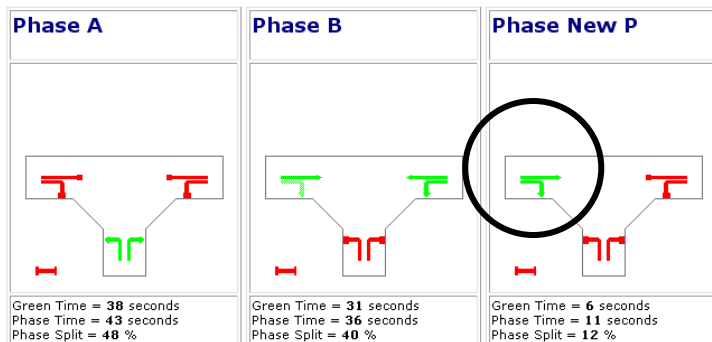 Phase A
Phase B
Phase New P
Green Time = 38 seconds
Phase Time = 43 seconds
Phase Split = 48 %
Green Time = 31 seconds
Phase Time = 36 seconds
Phase Split = 40 %
Green Time = 6 seconds
Phase Time = 11 seconds
Phase Split = 12 %